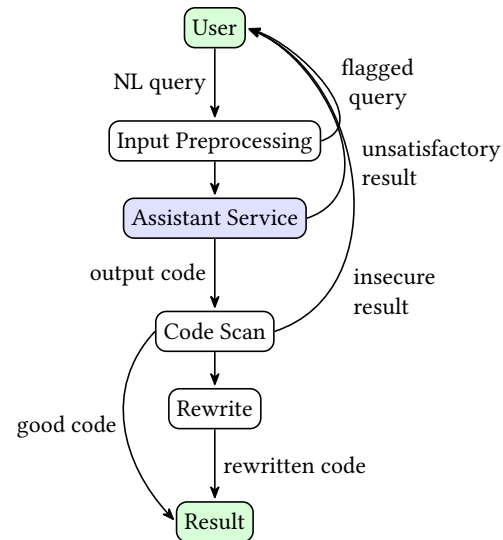 User
NL query
flagged
query
Input Preprocessing
unsatisfactory
result
Assistant Service
output code
insecure
result
Code Scan
Rewrite
good code
rewritten code
Result